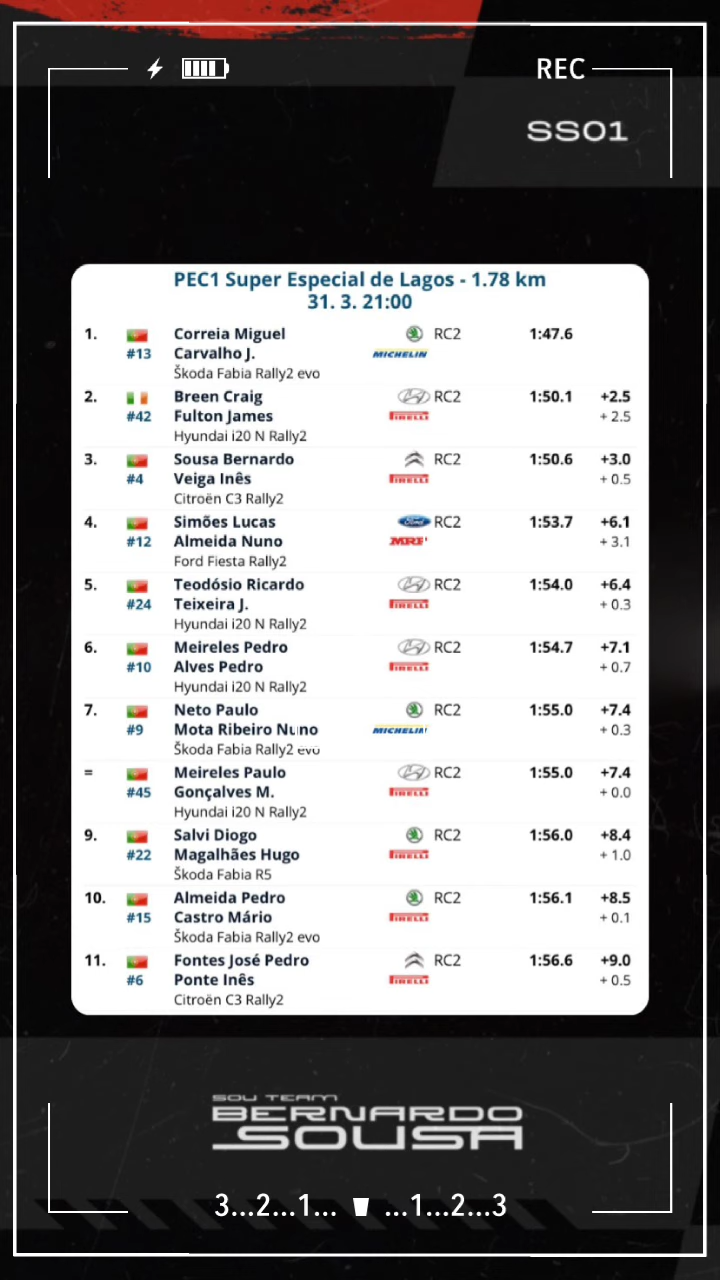 REC
SS01
PEC1 Super Especial de Lagos - 1.78 km
31. 3. 21:00
1. Correia Miguel RC2 1:47.6
#13 Carvalho J. MICHELIN
Škoda Fabia Rally2 evo
2. Breen Craig RC2 1:50.1 +2.5
#42 Fulton James PIRELLI + 2.5
Hyundai i20 N Rally2
3. Sousa Bernardo RC2 1:50.6 +3.0
#4 Veiga Inês PIRELLI + 0.5
Citroën C3 Rally2
4. Simões Lucas Ford RC2 1:53.7 +6.1
#12 Almeida Nuno MRF + 3.1
Ford Fiesta Rally2
5. Teodósio Ricardo RC2 1:54.0 +6.4
#24 Teixeira J. PIRELLI + 0.3
Hyundai i20 N Rally2
6. Meireles Pedro RC2 1:54.7 +7.1
#10 Alves Pedro PIRELLI + 0.7
Hyundai i20 N Rally2
7. Neto Paulo RC2 1:55.0 +7.4
#9 Mota Ribeiro Nuno MICHELIN + 0.3
Škoda Fabia Rally2 evo
= Meireles Paulo RC2 1:55.0 +7.4
#45 Gonçalves M. PIRELLI + 0.0
Hyundai i20 N Rally2
9. Salvi Diogo RC2 1:56.0 +8.4
#22 Magalhães Hugo PIRELLI + 1.0
Škoda Fabia R5
10. Almeida Pedro RC2 1:56.1 +8.5
#15 Castro Mário PIRELLI + 0.1
Škoda Fabia Rally2 evo
11. Fontes José Pedro RC2 1:56.6 +9.0
#6 Ponte Inês PIRELLI + 0.5
Citroën C3 Rally2
SOU TEAM
BERNARDO
SOUSA
3...2...1... ...1...2...3